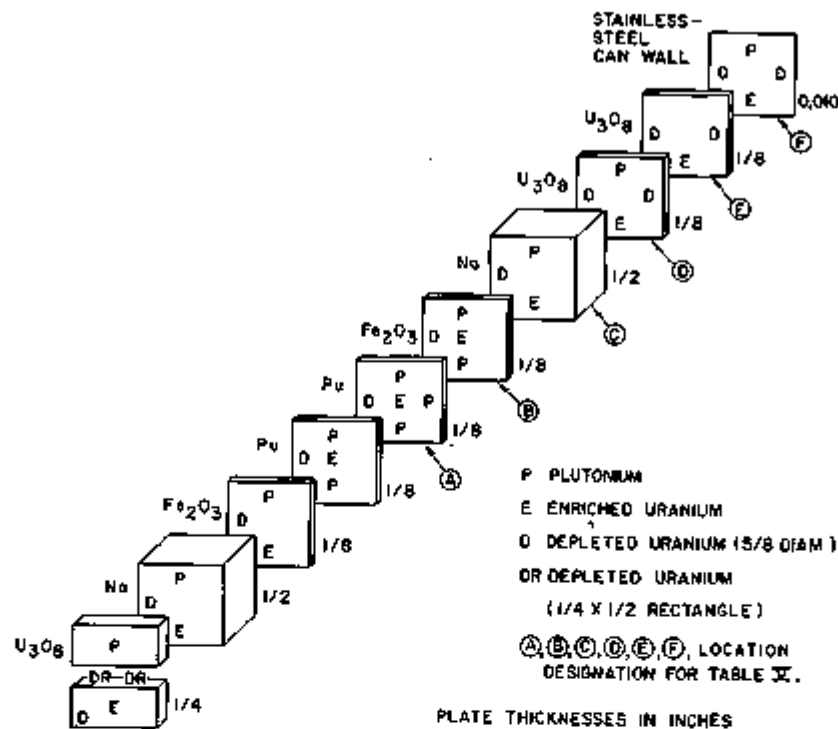 STAINLESS-
STEEL
CAN WALL
P
D D
E
0.010
F
U3O8
D D
E
1/8
E
U3O8
P
D D
E
1/8
D
Na
P
D
E
1/2
C
Fe2O3
P
D E
P
1/8
B
Pu
P
D E P
P
1/8
A
Pu
P
D E
P
1/8
Fe2O3
P
D
E
1/8
Na
P
D
E
1/2
U3O8
P
DR-DR
E
D
1/4
P PLUTONIUM
E ENRICHED URANIUM
D DEPLETED URANIUM (5/8 DIAM)
DR DEPLETED URANIUM
(1/4 X 1/2 RECTANGLE)
A, B, C, D, E, F, LOCATION
DESIGNATION FOR TABLE V.
PLATE THICKNESSES IN INCHES